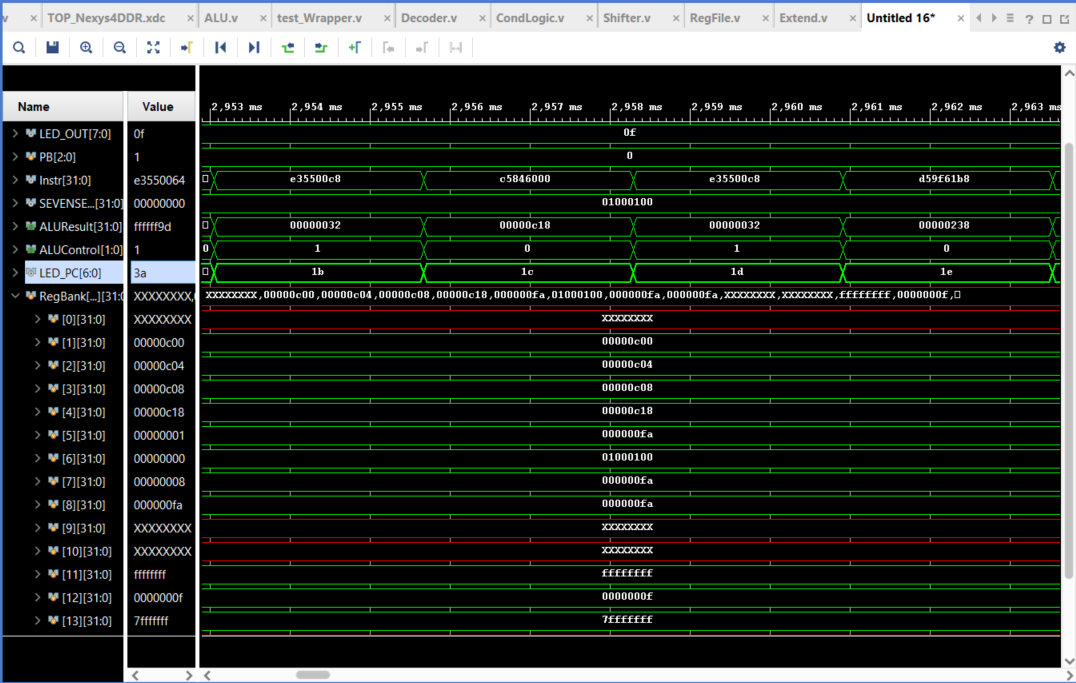 v × TOP_Nexys4DDR.xdc × ALU.v × test_Wrapper.v × Decoder.v × CondLogic.v × Shifter.v × RegFile.v × Extend.v × Untitled 16* × ?
Name Value 2,953 ms 2,954 ms 2,955 ms 2,956 ms 2,957 ms 2,958 ms 2,959 ms 2,960 ms 2,961 ms 2,962 ms 2,963 ms
LED_OUT[7:0] 0f 0f
PB[2:0] 1 0
Instr[31:0] e3550064 e35500c8 c5846000 e35500c8 d59f61b8
SEVENSE...[31:0] 00000000 01000100
ALUResult[31:0] ffffff9d 00000032 00000c18 00000032 00000238
ALUControl[1:0] 1 0 1 0 1 0
LED_PC[6:0] 3a 1b 1c 1d 1e
RegBank[...][31:0 XXXXXXXX, XXXXXXXX,00000c00,00000c04,00000c08,00000c18,000000fa,01000100,000000fa,000000fa,XXXXXXXX,XXXXXXXX,ffffffff,0000000f,
[0][31:0] XXXXXXXX XXXXXXXX
[1][31:0] 00000c00 00000c00
[2][31:0] 00000c04 00000c04
[3][31:0] 00000c08 00000c08
[4][31:0] 00000c18 00000c18
[5][31:0] 00000001 000000fa
[6][31:0] 00000000 01000100
[7][31:0] 00000008 000000fa
[8][31:0] 000000fa 000000fa
[9][31:0] XXXXXXXX XXXXXXXX
[10][31:0] XXXXXXXX XXXXXXXX
[11][31:0] ffffffff ffffffff
[12][31:0] 0000000f 0000000f
[13][31:0] 7fffffff 7fffffff